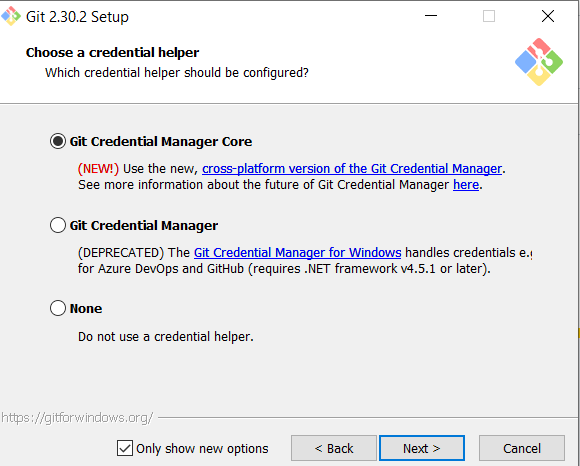 Git 2.30.2 Setup
Choose a credential helper
Which credential helper should be configured?
Git Credential Manager Core
(NEW!) Use the new, cross-platform version of the Git Credential Manager.
See more information about the future of Git Credential Manager here.
Git Credential Manager
(DEPRECATED) The Git Credential Manager for Windows handles credentials e.g
for Azure DevOps and GitHub (requires .NET framework v4.5.1 or later).
None
Do not use a credential helper.
https://gitforwindows.org/
Only show new options
< Back
Next >
Cancel